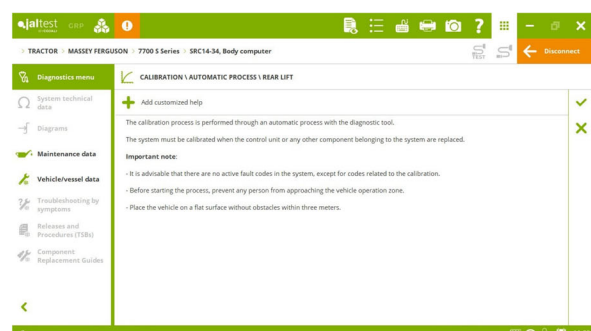 jaltest GRP
?
TRACTOR > MASSEY FERGUSON > 7700 S Series > SRC14-34, Body computer
TEST
Disconnect
Diagnostics menu
CALIBRATION \ AUTOMATIC PROCESS \ REAR LIFT
System technical data
Add customized help
Diagrams
Maintenance data
Vehicle/vessel data
Troubleshooting by symptoms
Releases and Procedures (TSBs)
Component Replacement Guides
The calibration process is performed through an automatic process with the diagnostic tool.
The system must be calibrated when the control unit or any other component belonging to the system are replaced.
Important note:
- It is advisable that there are no active fault codes in the system, except for codes related to the calibration.
- Before starting the process, prevent any person from approaching the vehicle operation zone.
- Place the vehicle on a flat surface without obstacles within three meters.